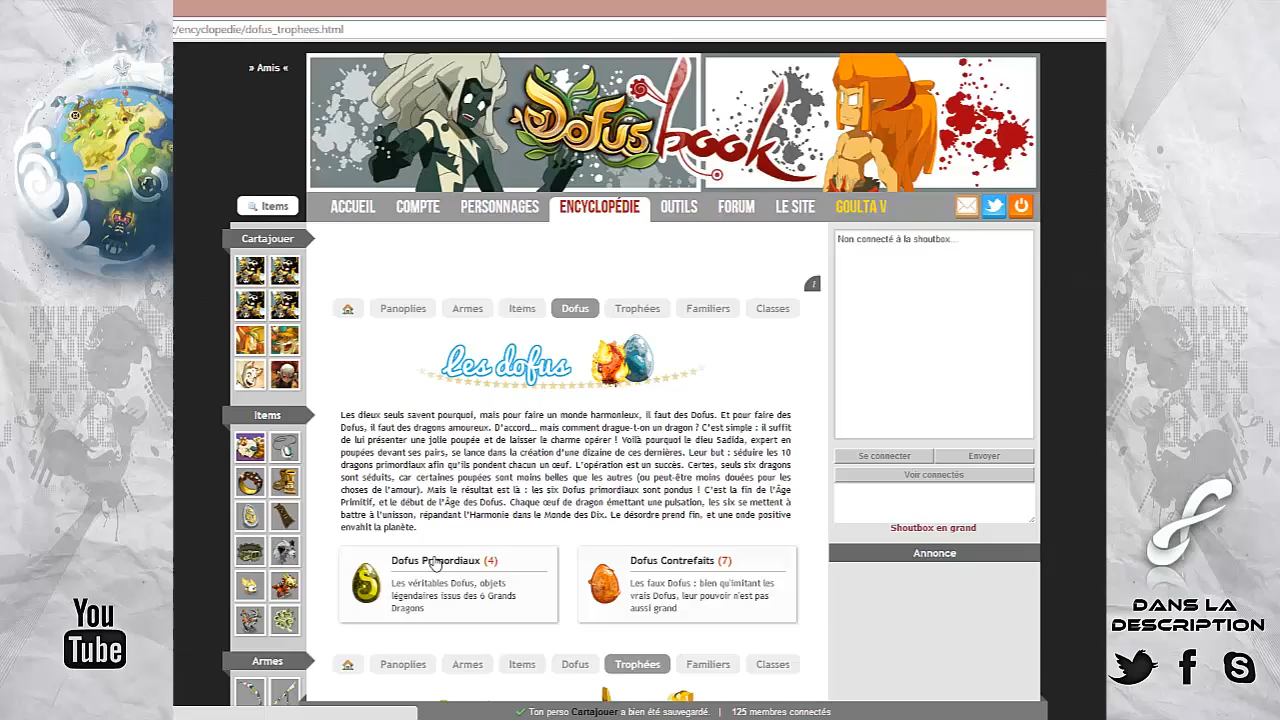 /encyclopedie/dofus_trophees.html
» Amis «
Dofus book
Items
ACCUEIL COMPTE PERSONNAGES ENCYCLOPÉDIE OUTILS FORUM LE SITE GOULTA V
Cartajouer
Non connecté à la shoutbox...
i
Panoplies Armes Items Dofus Trophées Familiers Classes
Les dofus
Les dieux seuls savent pourquoi, mais pour faire un monde harmonieux, il faut des Dofus. Et pour faire des
Dofus, il faut des dragons amoureux. D'accord... mais comment drague-t-on un dragon ? C'est simple : il suffit
de lui présenter une jolie poupée et de laisser le charme opérer ! Voilà pourquoi le dieu Sadida, expert en
poupées devant ses pairs, se lance dans la création d'une dizaine de ces dernières. Leur but : séduire les 10
dragons primordiaux afin qu'ils pondent chacun un œuf. L'opération est un succès. Certes, seuls six dragons
sont séduits, car certaines poupées sont moins belles que les autres (ou peut-être moins douées pour les
choses de l'amour). Mais le résultat est là : les six Dofus primordiaux sont pondus ! C'est la fin de l'Âge
Primitif, et le début de l'Âge des Dofus. Chaque œuf de dragon émettant une pulsation, les six se mettent à
battre à l'unisson, répandant l'Harmonie dans le Monde des Dix. Le désordre prend fin, et une onde positive
envahit la planète.
Items
Se connecter Envoyer
Voir connectés
Shoutbox en grand
Annonce
Dofus Primordiaux (4)
Les véritables Dofus, objets
légendaires issus des 6 Grands
Dragons
Dofus Contrefaits (7)
Les faux Dofus : bien qu'imitant les
vrais Dofus, leur pouvoir n'est pas
aussi grand
Armes
Panoplies Armes Items Dofus Trophées Familiers Classes
Ton perso Cartajouer a bien été sauvegardé. | 125 membres connectés
You
Tube
DANS LA
DESCRIPTION